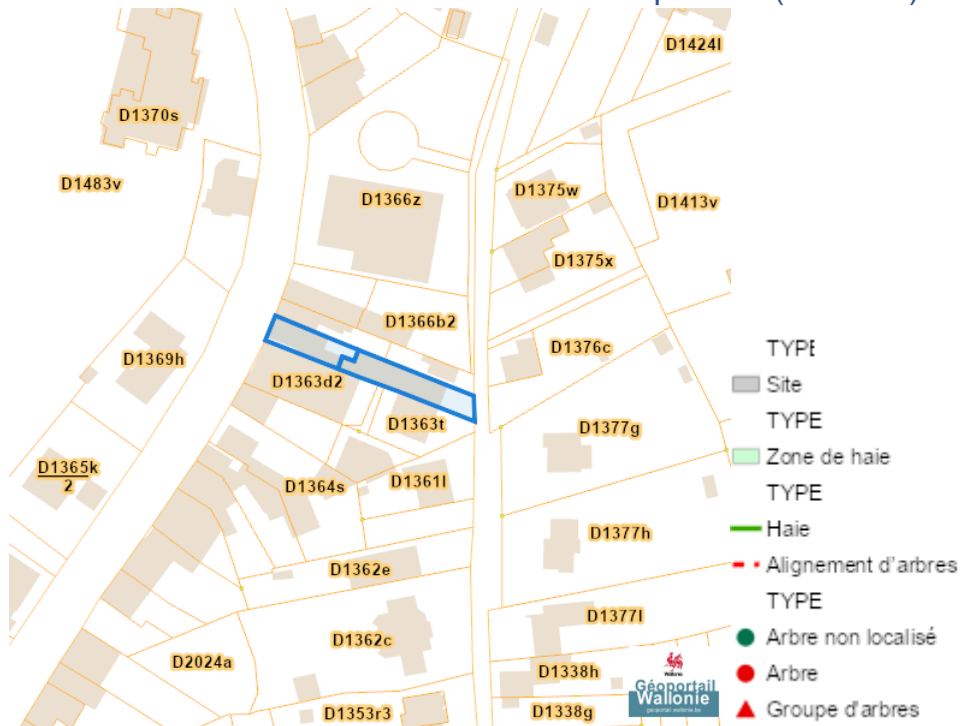 D1424l
D1370s
D1483v
D1366z
D1375w
D1413v
D1375x
D1366b2
D1376c
D1369h
D1363d2
D1363t
D1377g
D1365k
2
D1364s
D1361l
D1377h
D1362e
D1377l
D1362c
D2024a
D1338h
D1353r3
D1338g
Wallonie
Géoportail
Wallonie
geoportail.wallonie.be
TYPE
Site
TYPE
Zone de haie
TYPE
Haie
Alignement d'arbres
TYPE
Arbre non localisé
Arbre
Groupe d'arbres